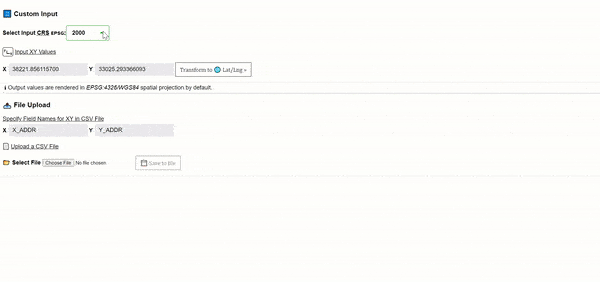 Custom Input
Select Input CRS EPSG: 2000
Input XY Values
X 38221.856115700 Y 33025.293366093 Transform to Lat/Lng »
i Output values are rendered in EPSG:4326/WGS84 spatial projection by default.
File Upload
Specify Field Names for XY in CSV File
X X_ADDR Y Y_ADDR
Upload a CSV File
Select File Choose File No file chosen Save to file